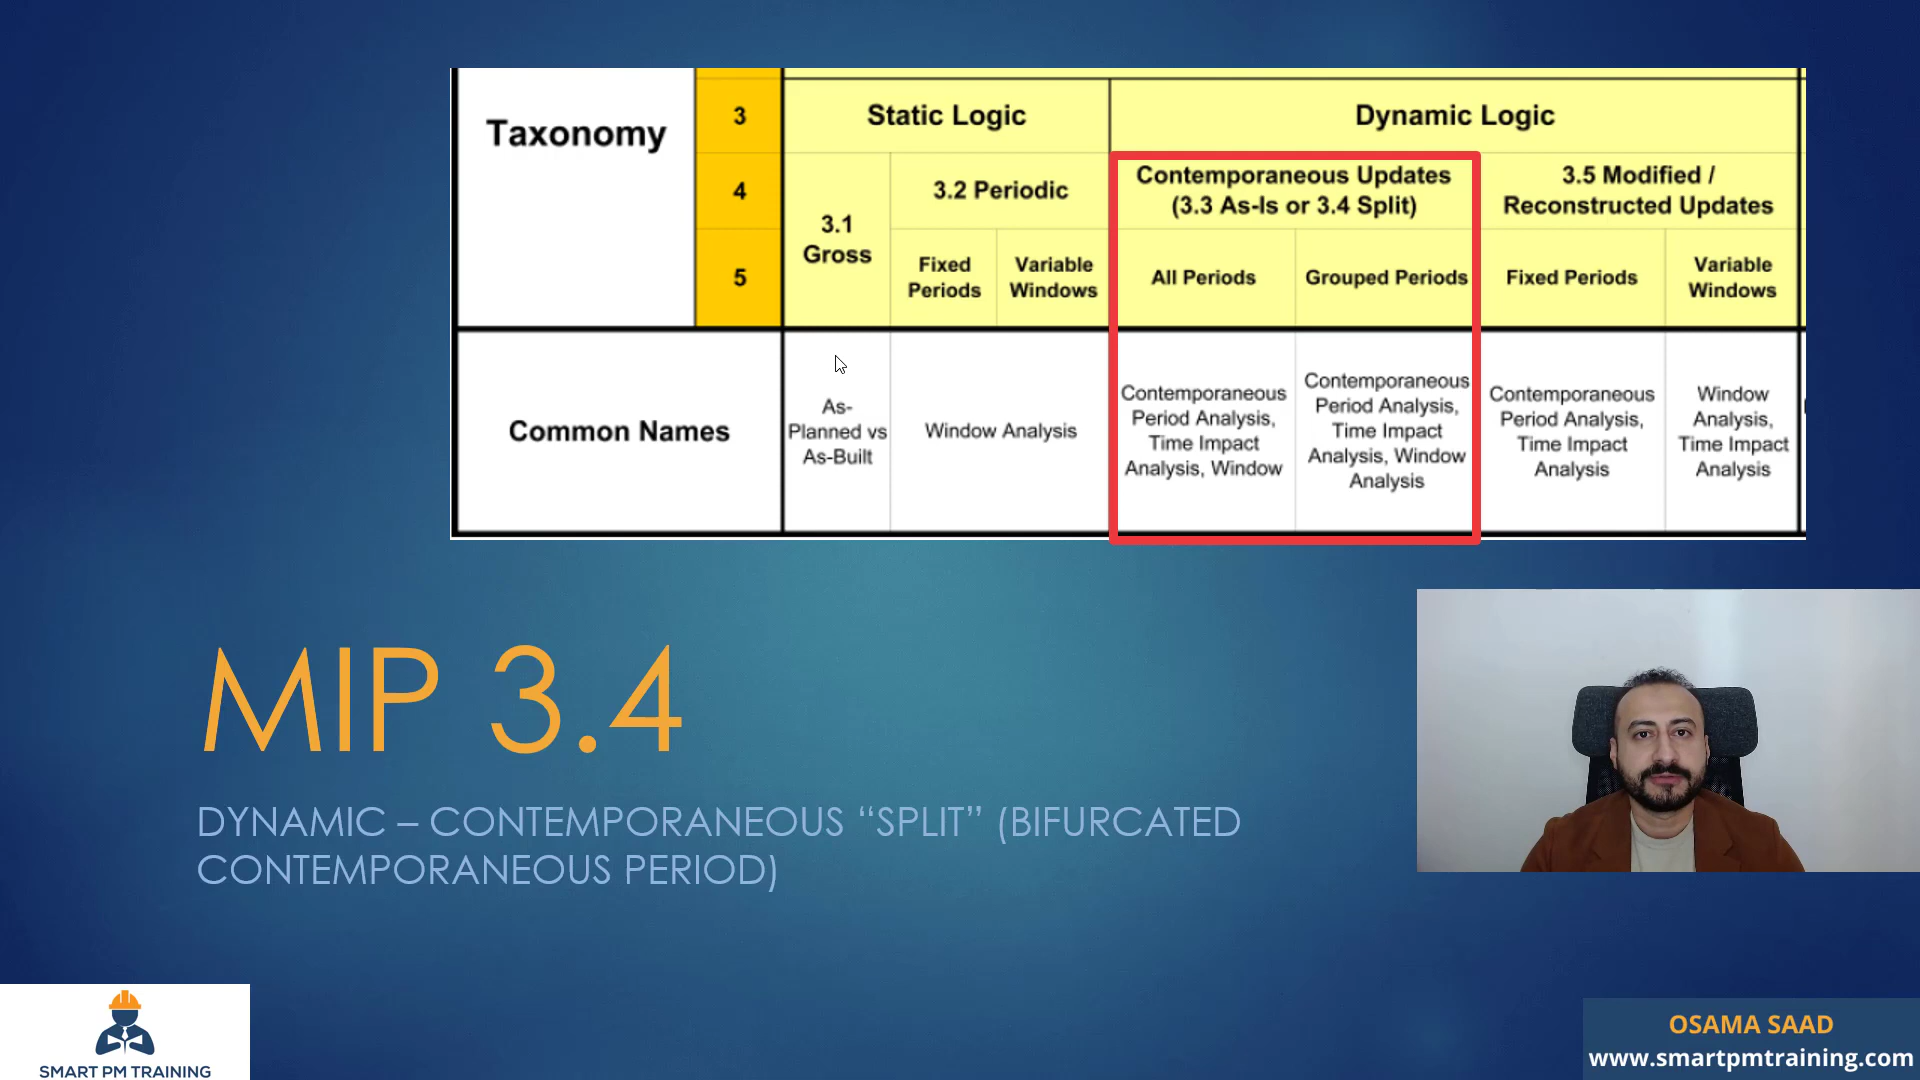 Taxonomy
3
Static Logic
Dynamic Logic
4
3.1
Gross
3.2 Periodic
Contemporaneous Updates
(3.3 As-Is or 3.4 Split)
3.5 Modified /
Reconstructed Updates
5
Fixed
Periods
Variable
Windows
All Periods
Grouped Periods
Fixed Periods
Variable
Windows
Common Names
As-
Planned vs
As-Built
Window Analysis
Contemporaneous
Period Analysis,
Time Impact
Analysis, Window
Contemporaneous
Period Analysis,
Time Impact
Analysis, Window
Analysis
Contemporaneous
Period Analysis,
Time Impact
Analysis
Window
Analysis,
Time Impact
Analysis
MIP 3.4
DYNAMIC – CONTEMPORANEOUS “SPLIT” (BIFURCATED
CONTEMPORANEOUS PERIOD)
SMART PM TRAINING
OSAMA SAAD
www.smartpmtraining.com